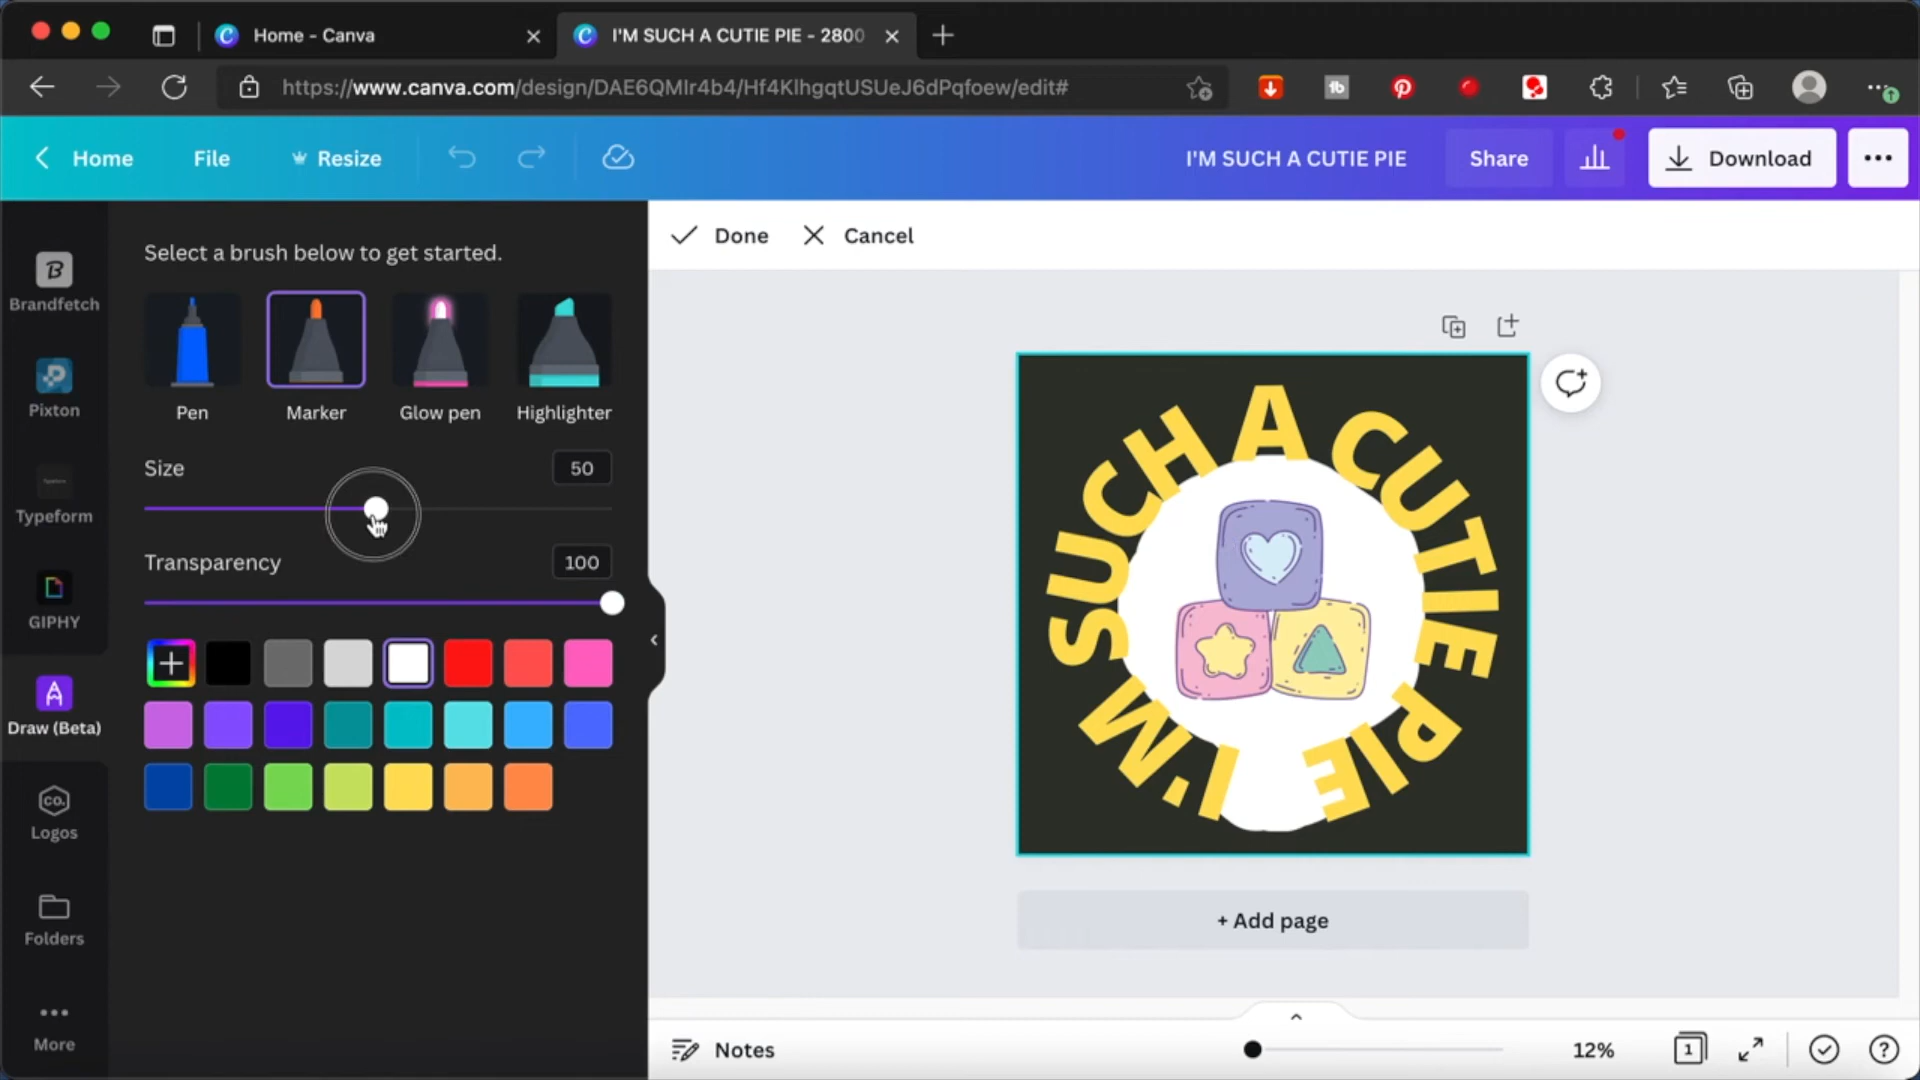 Home - Canva
I'M SUCH A CUTIE PIE - 2800
https://www.canva.com/design/DAE6QMIr4b4/Hf4KlhgqtUSUeJ6dPqfoew/edit#
Home
File
Resize
I'M SUCH A CUTIE PIE
Share
Download
Brandfetch
Pixton
Typeform
GIPHY
Draw (Beta)
CO.
Logos
Folders
More
Select a brush below to get started.
Pen
Marker
Glow pen
Highlighter
Size
50
Transparency
100
Done
Cancel
I'M SUCH A CUTIE PIE
+ Add page
Notes
12%
1